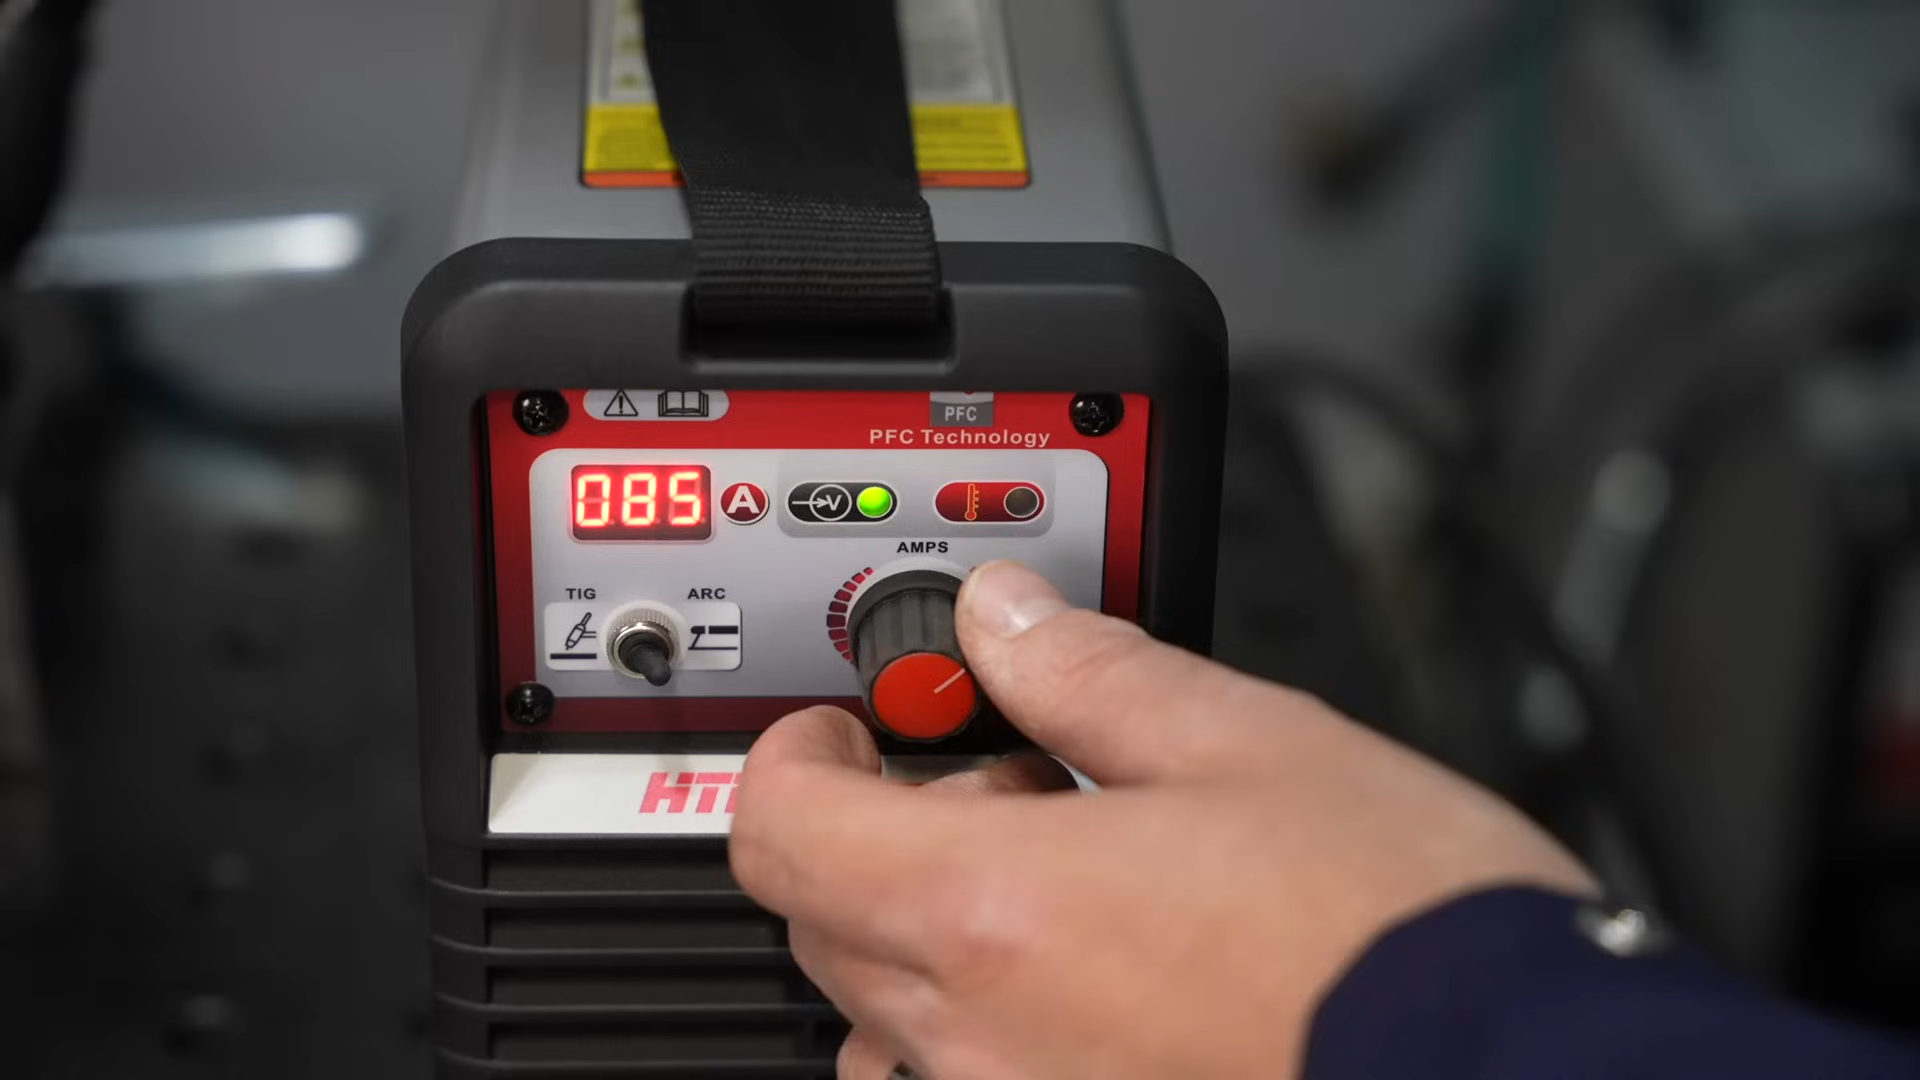 PFC
PFC Technology
085 A
V
AMPS
TIG
ARC